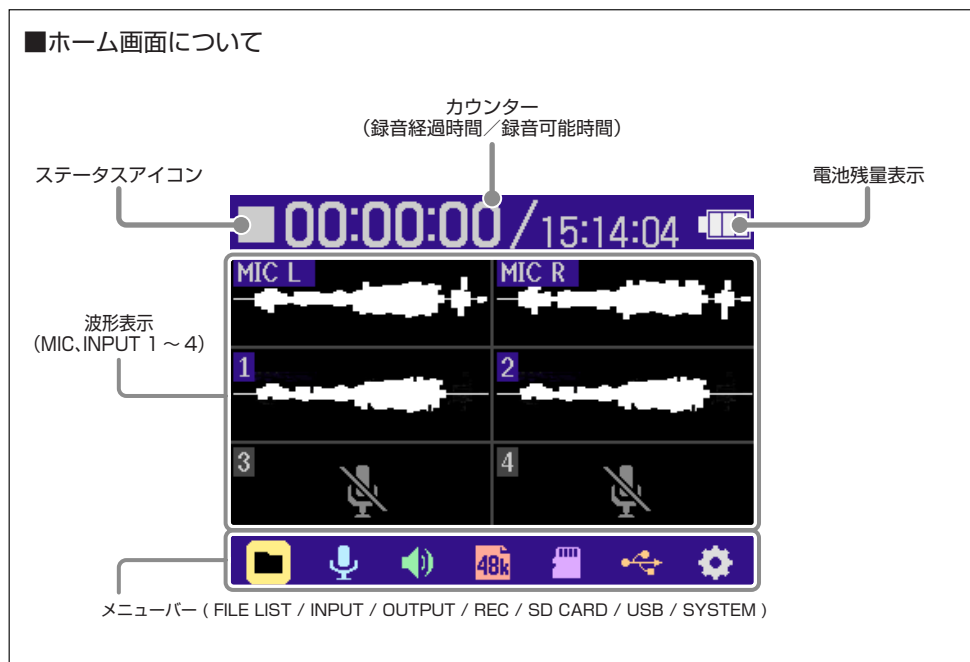 ■ホーム画面について
カウンター
（録音経過時間／録音可能時間）
ステータスアイコン
電池残量表示
00:00:00/15:14:04
MIC L
MIC R
波形表示
（MIC、INPUT 1 ～ 4）
1
2
3
4
48k
メニューバー ( FILE LIST / INPUT / OUTPUT / REC / SD CARD / USB / SYSTEM )